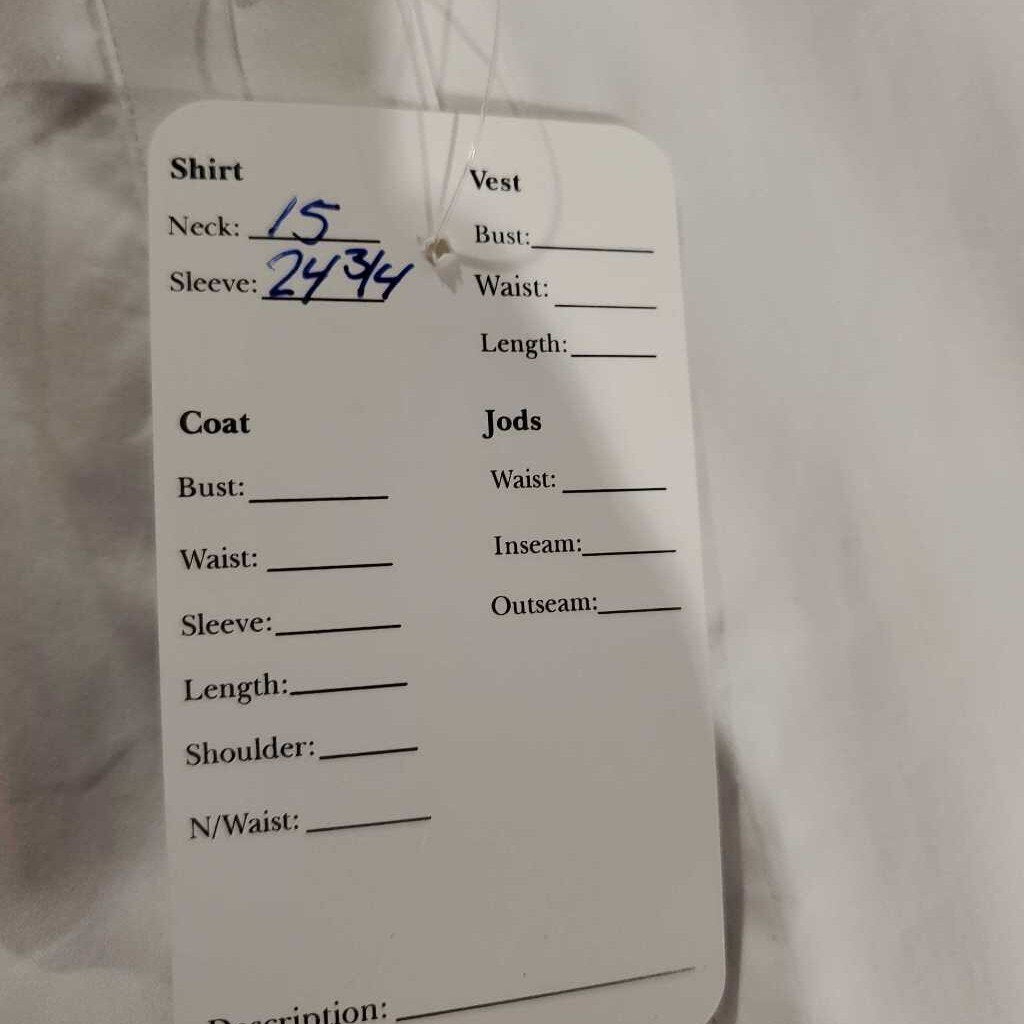 Shirt
Neck: 15
Sleeve: 24 3/4
Vest
Bust:
Waist:
Length:
Coat
Bust:
Waist:
Sleeve:
Length:
Shoulder:
N/Waist:
Jods
Waist:
Inseam:
Outseam:
Description: